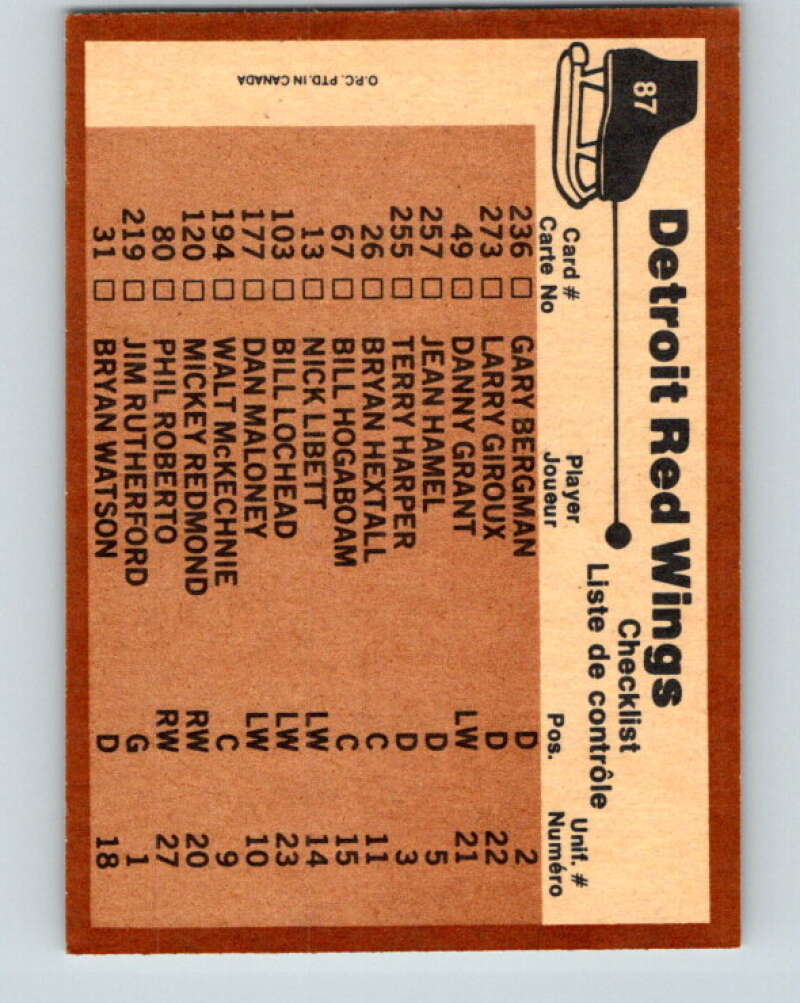 87
Detroit Red Wings
Checklist
Liste de contrôle
Card # Player Pos. Unif. #
Carte No Joueur Numéro
236 □ GARY BERGMAN D 2
273 □ LARRY GIROUX D 22
49 □ DANNY GRANT LW 21
257 □ JEAN HAMEL D 5
255 □ TERRY HARPER D 3
26 □ BRYAN HEXTALL C 11
67 □ BILL HOGABOAM C 15
13 □ NICK LIBETT LW 14
103 □ BILL LOCHEAD LW 23
177 □ DAN MALONEY LW 10
194 □ WALT McKECHNIE C 9
120 □ MICKEY REDMOND RW 20
80 □ PHIL ROBERTO RW 27
219 □ JIM RUTHERFORD G 1
31 □ BRYAN WATSON D 18
O.P.C. PTD. IN CANADA